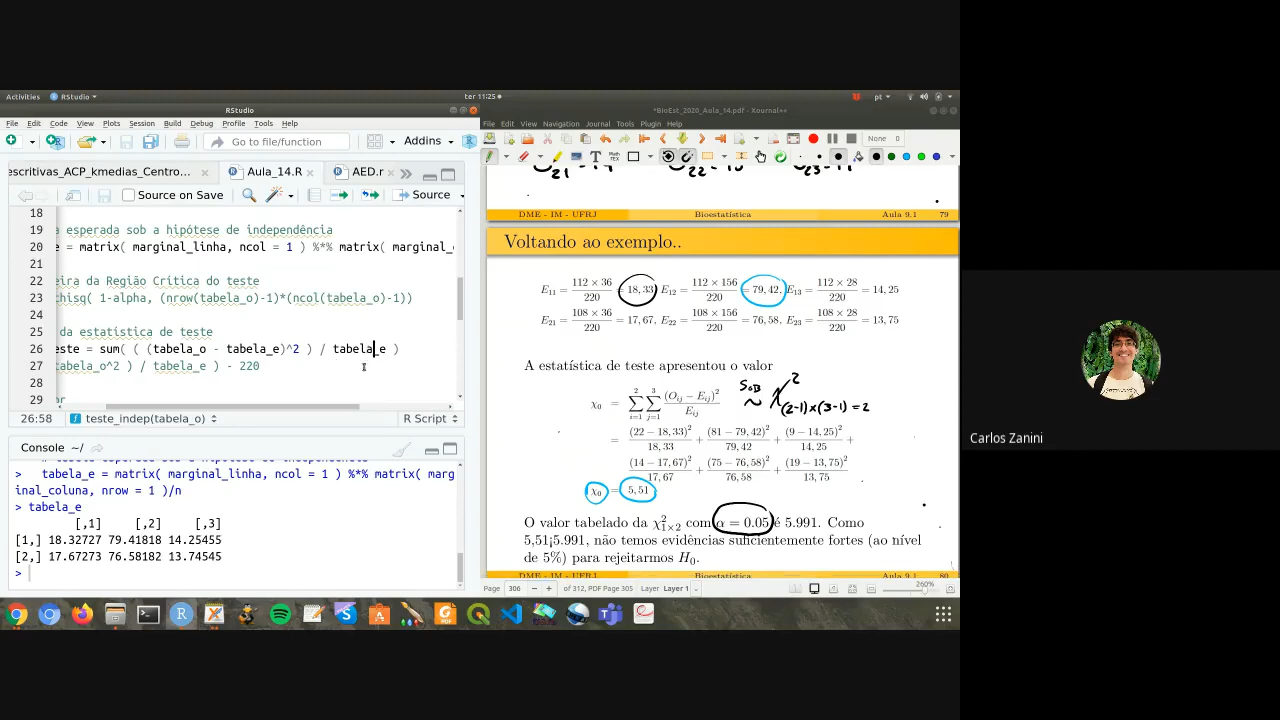 Activities RStudio ter 11:25 pt
RStudio
*BioEst_2020_Aula_14.pdf - Xournal++
File Edit Code View Plots Session Build Debug Profile Tools
File Edit View Navigation Journal Tools Plugin Help
Go to file/function Addins
None 0
escritivas_ACP_kmedias_Centro... Aula_14.R AED.r
Source on Save Source
18
19 a esperada sob a hipótese de independência
20 e = matrix( marginal_linha, ncol = 1 ) %*% matrix( marginal_c
21
22 eira da Região Crítica do teste
23 chisq( 1-alpha, (nrow(tabela_o)-1)*(ncol(tabela_o)-1))
24
25 da estatística de teste
26 este = sum( ( (tabela_o - tabela_e)^2 ) / tabela_e )
27 tabela_o^2 ) / tabela_e ) - 220
28
29
26:58 teste_indep(tabela_o) R Script
Console ~/
> tabela_e = matrix( marginal_linha, ncol = 1 ) %*% matrix( marg
inal_coluna, nrow = 1 )/n
> tabela_e
[,1] [,2] [,3]
[1,] 18.32727 79.41818 14.25455
[2,] 17.67273 76.58182 13.74545
>
DME - IM - UFRJ Bioestatística Aula 9.1 79
Voltando ao exemplo..
E11 = 112 × 36 / 220 = 18,33, E12 = 112 × 156 / 220 = 79,42, E13 = 112 × 28 / 220 = 14,25
E21 = 108 × 36 / 220 = 17,67, E22 = 108 × 156 / 220 = 76,58, E23 = 108 × 28 / 220 = 13,75
A estatística de teste apresentou o valor
χ0 = ∑ i=1 2 ∑ j=1 3 (Oij − Eij)² / Eij SOB ~ χ² (2-1)x(3-1) = 2
= (22 − 18,33)² / 18,33 + (81 − 79,42)² / 79,42 + (9 − 14,25)² / 14,25 +
(14 − 17,67)² / 17,67 + (75 − 76,58)² / 76,58 + (19 − 13,75)² / 13,75
χ0 = 5,51
O valor tabelado da χ²1×2 com α = 0.05 é 5.991. Como
5,51¡5.991, não temos evidências suficientemente fortes (ao nível
de 5%) para rejeitarmos H0.
DME - IM - UFRJ Bioestatística Aula 9.1 80
Page 306 of 312, PDF Page 305 Layer Layer 1 260%
Carlos Zanini